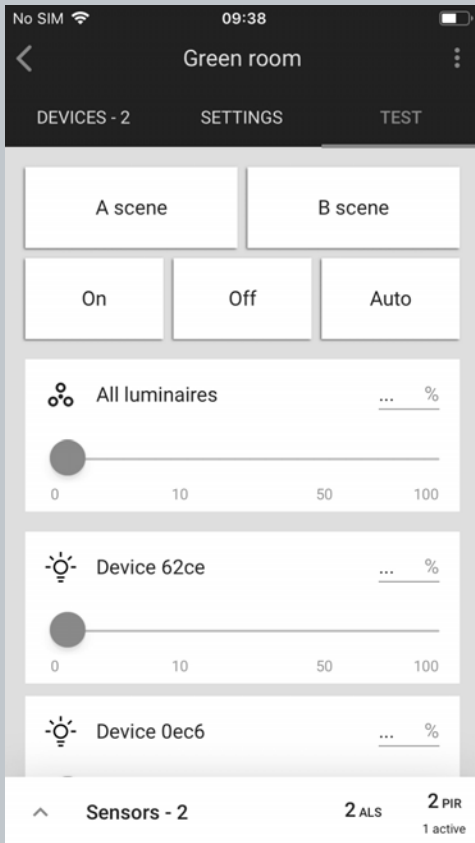 No SIM 09:38
Green room
DEVICES - 2 SETTINGS TEST
A scene B scene
On Off Auto
All luminaires ... %
0 10 50 100
Device 62ce ... %
0 10 50 100
Device 0ec6 ... %
Sensors - 2 2 ALS 2 PIR
1 active